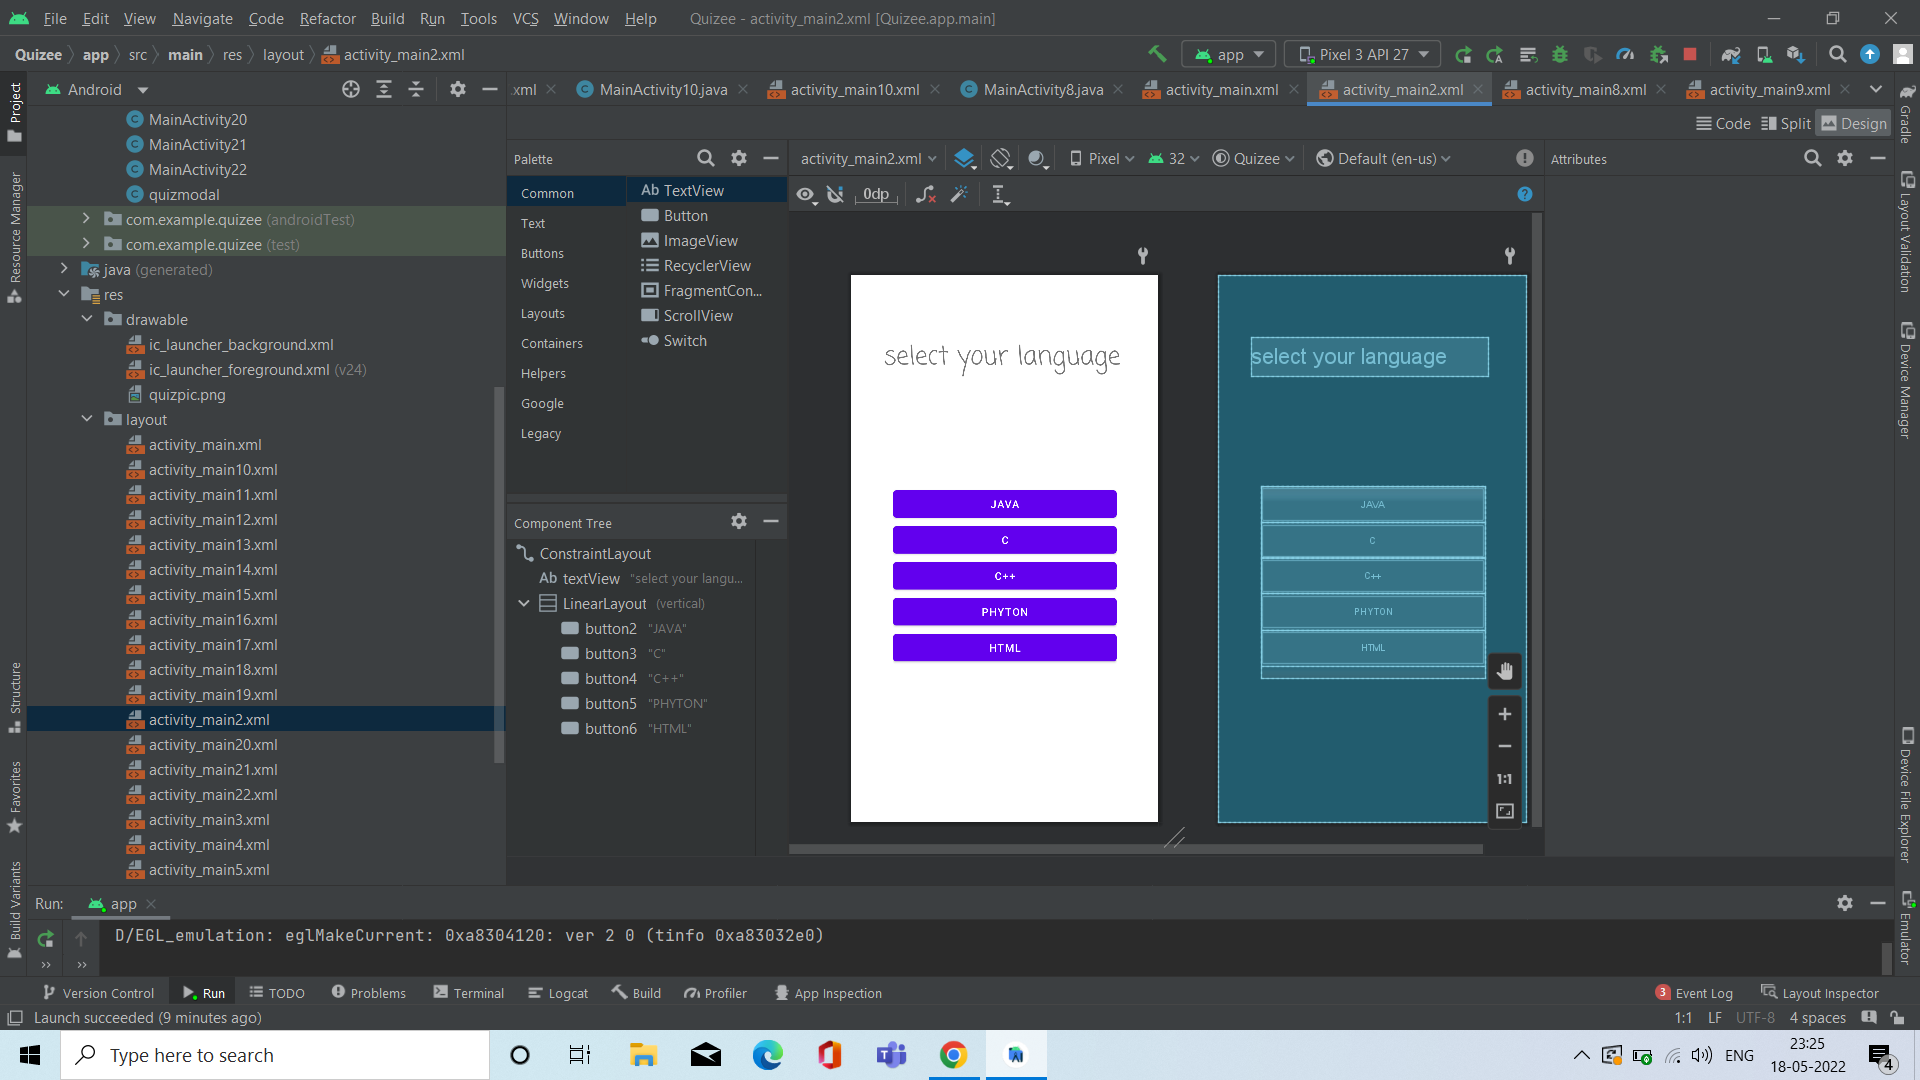 File Edit View Navigate Code Refactor Build Run Tools VCS Window Help Quizee - activity_main2.xml [Quizee.app.main]
Quizee app src main res layout activity_main2.xml
app Pixel 3 API 27
Project
Resource Manager
Structure
Favorites
Build Variants
Android
MainActivity20
MainActivity21
MainActivity22
quizmodal
com.example.quizee (androidTest)
com.example.quizee (test)
java (generated)
res
drawable
ic_launcher_background.xml
ic_launcher_foreground.xml (v24)
quizpic.png
layout
activity_main.xml
activity_main10.xml
activity_main11.xml
activity_main12.xml
activity_main13.xml
activity_main14.xml
activity_main15.xml
activity_main16.xml
activity_main17.xml
activity_main18.xml
activity_main19.xml
activity_main2.xml
activity_main20.xml
activity_main21.xml
activity_main22.xml
activity_main3.xml
activity_main4.xml
activity_main5.xml
.xml MainActivity10.java activity_main10.xml MainActivity8.java activity_main.xml activity_main2.xml activity_main8.xml activity_main9.xml
Code Split Design
Palette
Common
Text
Buttons
Widgets
Layouts
Containers
Helpers
Google
Legacy
Ab TextView
Button
ImageView
RecyclerView
FragmentCon...
ScrollView
Switch
Component Tree
ConstraintLayout
Ab textView "select your langu...
LinearLayout (vertical)
button2 "JAVA"
button3 "C"
button4 "C++"
button5 "PHYTON"
button6 "HTML"
activity_main2.xml Pixel 32 Quizee Default (en-us)
0dp
select your language
JAVA
C
C++
PHYTON
HTML
select your language
JAVA
C
C++
PHYTON
HTML
1:1
Attributes
Gradle
Layout Validation
Device Manager
Device File Explorer
Emulator
Run: app
D/EGL_emulation: eglMakeCurrent: 0xa8304120: ver 2 0 (tinfo 0xa83032e0)
Version Control Run TODO Problems Terminal Logcat Build Profiler App Inspection 3 Event Log Layout Inspector
Launch succeeded (9 minutes ago) 1:1 LF UTF-8 4 spaces
Type here to search
ENG
23:25
18-05-2022
4